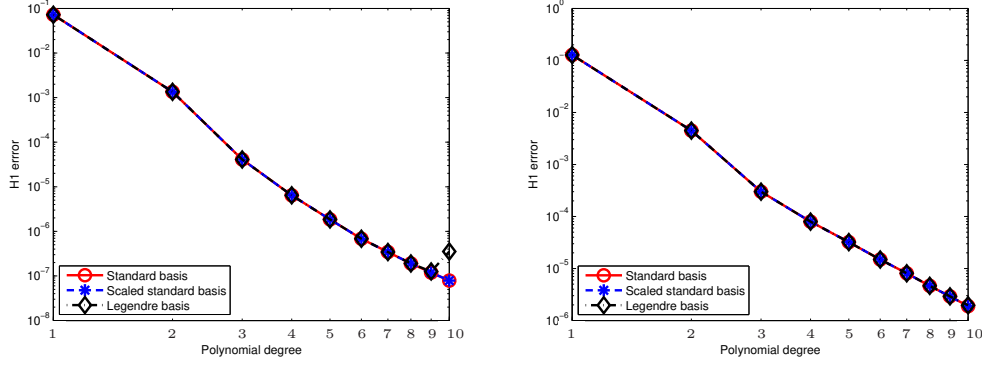 10^-1
10^-2
10^-3
10^-4
10^-5
10^-6
10^-7
10^-8
H1 errror
Standard basis
Scaled standard basis
Legendre basis
1 2 3 4 5 6 7 8 9 10
Polynomial degree
10^0
10^-1
10^-2
10^-3
10^-4
10^-5
10^-6
H1 errror
Standard basis
Scaled standard basis
Legendre basis
1 2 3 4 5 6 7 8 9 10
Polynomial degree